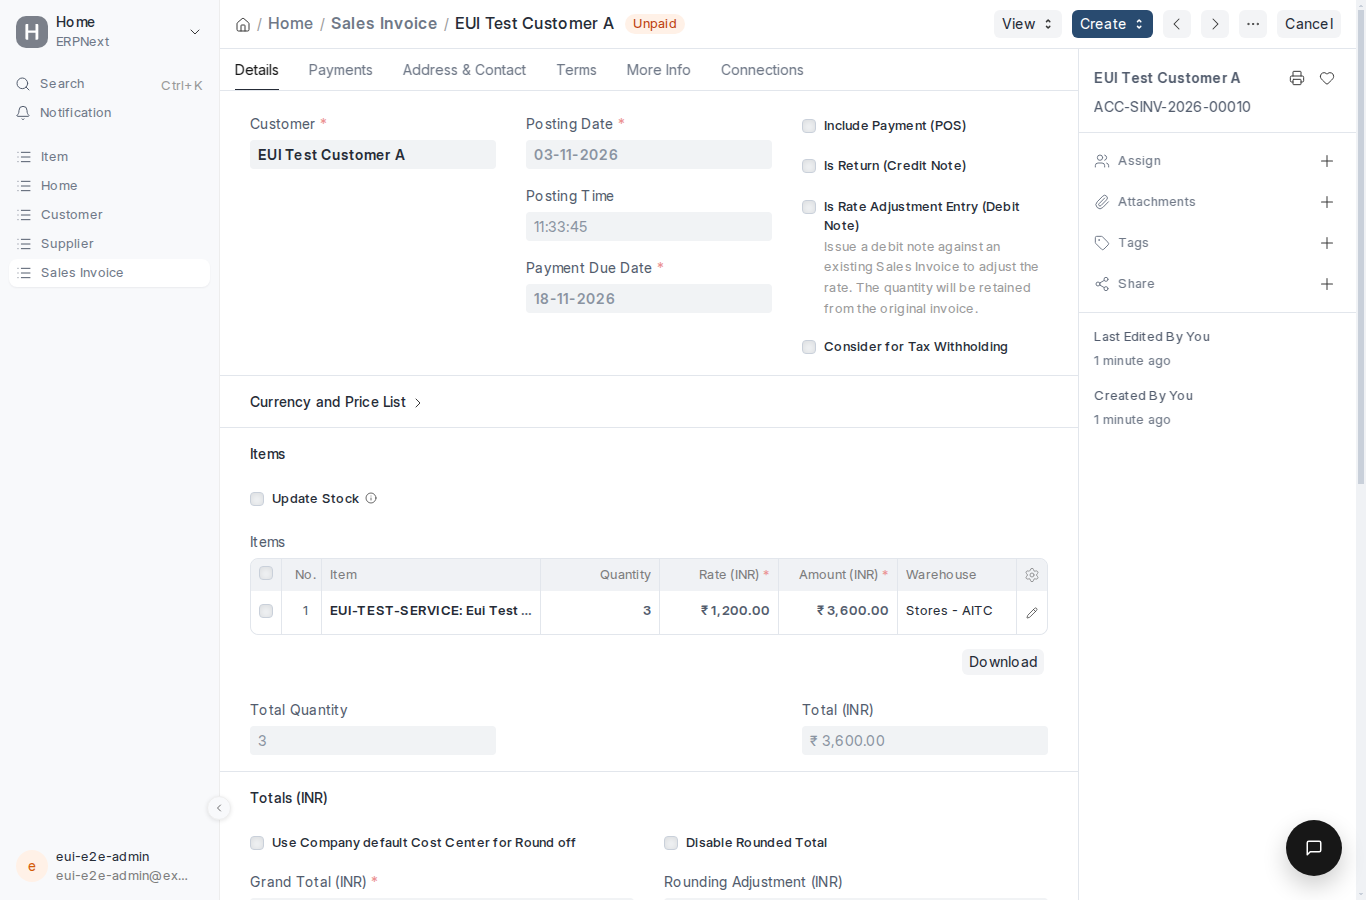 Home
ERPNext
Search
Ctrl+K
Notification
Item
Home
Customer
Supplier
Sales Invoice
eui-e2e-admin
eui-e2e-admin@ex...
/ Home / Sales Invoice / EUI Test Customer A
Unpaid
View
Create
Cancel
Details
Payments
Address & Contact
Terms
More Info
Connections
Customer *
EUI Test Customer A
Posting Date *
03-11-2026
Posting Time
11:33:45
Payment Due Date *
18-11-2026
Include Payment (POS)
Is Return (Credit Note)
Is Rate Adjustment Entry (Debit
Note)
Issue a debit note against an
existing Sales Invoice to adjust the
rate. The quantity will be retained
from the original invoice.
Consider for Tax Withholding
Currency and Price List
Items
Update Stock
Items
No. Item Quantity Rate (INR) * Amount (INR) * Warehouse
1 EUI-TEST-SERVICE: Eui Test ... 3 ₹ 1,200.00 ₹ 3,600.00 Stores - AITC
Download
Total Quantity
3
Total (INR)
₹ 3,600.00
Totals (INR)
Use Company default Cost Center for Round off
Disable Rounded Total
Grand Total (INR) *
Rounding Adjustment (INR)
EUI Test Customer A
ACC-SINV-2026-00010
Assign
Attachments
Tags
Share
Last Edited By You
1 minute ago
Created By You
1 minute ago
H
e